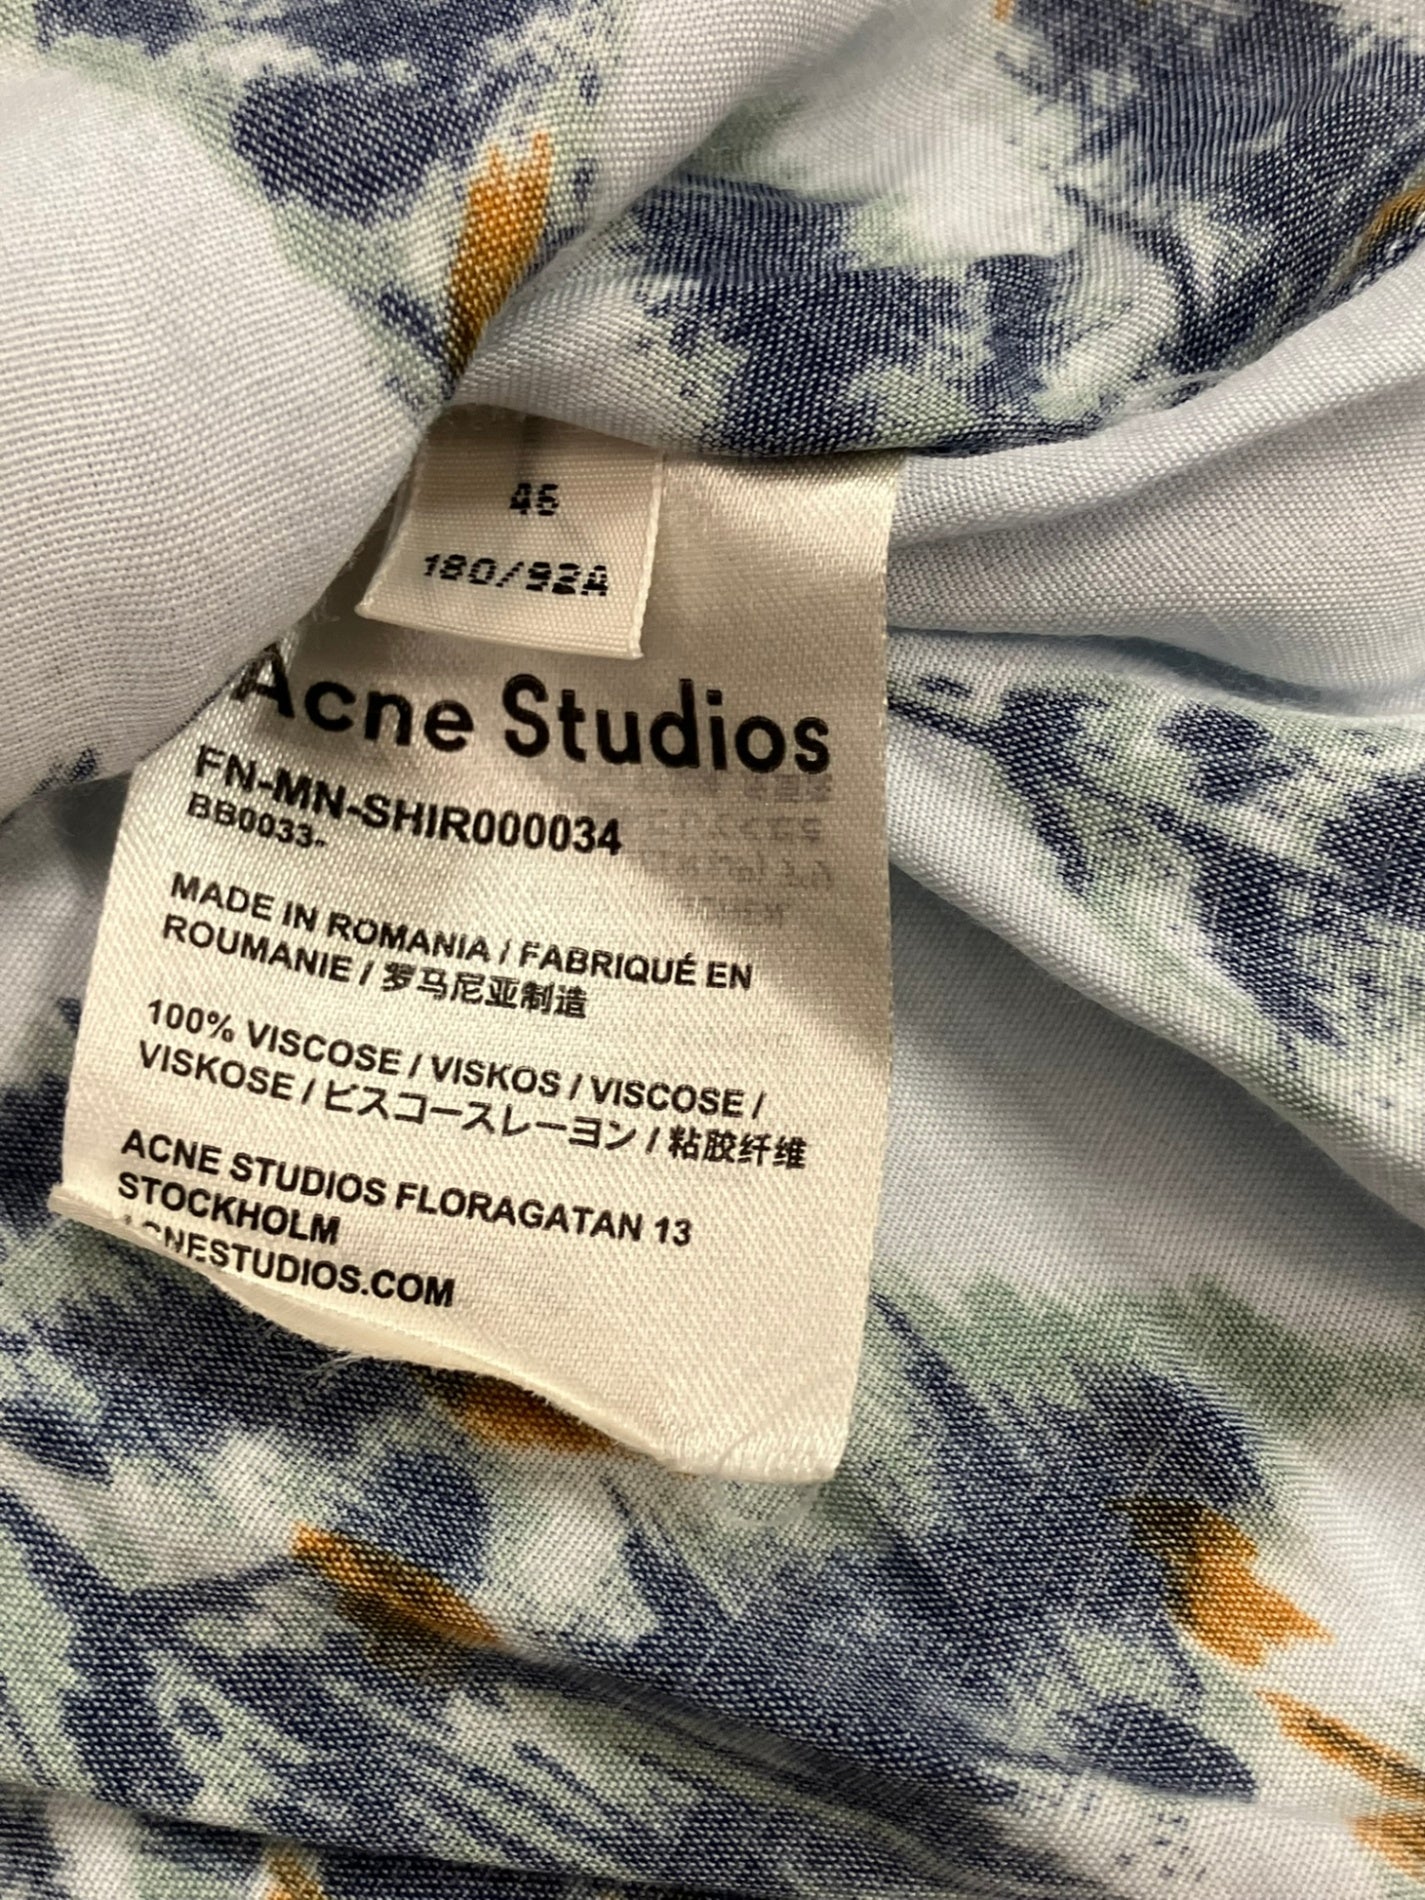 46
180/92A
Acne Studios
FN-MN-SHIR000034
BB0033-
MADE IN ROMANIA / FABRIQUÉ EN
ROUMANIE / 罗马尼亚制造
100% VISCOSE / VISKOS / VISCOSE /
VISKOSE / ビスコースレーヨン / 粘胶纤维
ACNE STUDIOS FLORAGATAN 13
STOCKHOLM
ACNESTUDIOS.COM